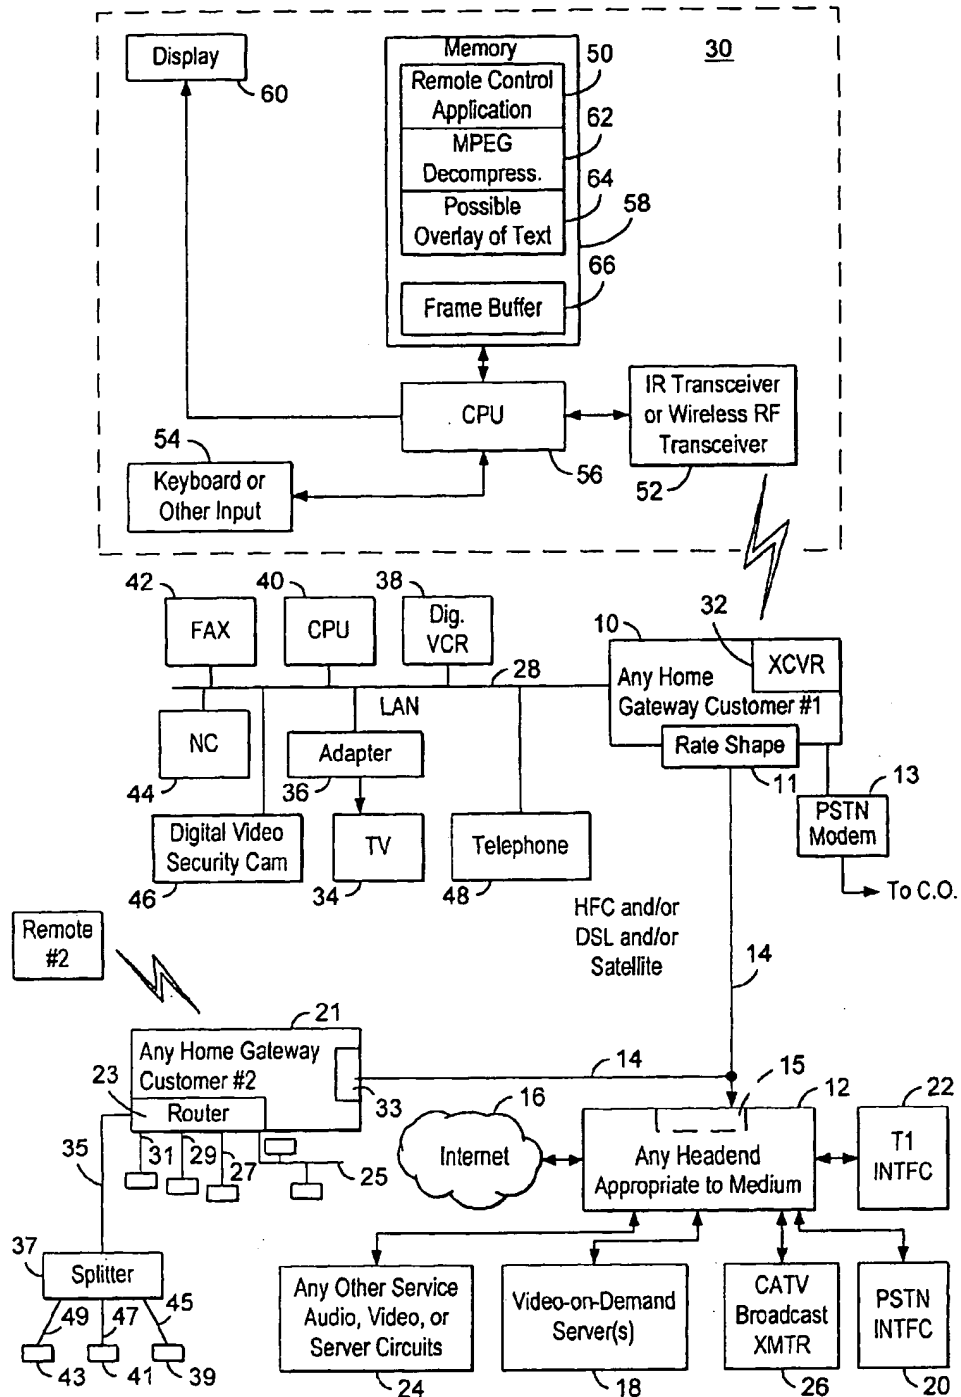 Display
60
Memory
50
30
Remote Control
Application
62
MPEG
Decompress.
64
Possible
Overlay of Text
58
66
Frame Buffer
CPU
56
IR Transceiver
or Wireless RF
Transceiver
52
54
Keyboard or
Other Input
42
FAX
40
CPU
38
Dig.
VCR
28
LAN
10
32
XCVR
Any Home
Gateway Customer #1
Rate Shape
11
13
PSTN
Modem
To C.O.
NC
44
Adapter
36
Digital Video
Security Cam
46
TV
34
Telephone
48
HFC and/or
DSL and/or
Satellite
14
Remote
#2
21
Any Home Gateway
Customer #2
23
Router
33
14
15
12
16
Internet
Any Headend
Appropriate to Medium
22
T1
INTFC
31
29
27
25
35
37
Splitter
49
47
45
43
41
39
Any Other Service
Audio, Video, or
Server Circuits
24
Video-on-Demand
Server(s)
18
CATV
Broadcast
XMTR
26
PSTN
INTFC
20